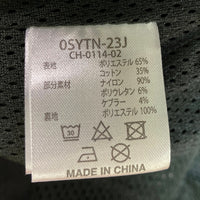 0SYTN-23J
CH-0114-02
表地 ポリエステル 65%
コットン 35%
部分素材 ナイロン 90%
ポリウレタン 6%
ケブラー 4%
裏地 ポリエステル 100%
30
MADE IN CHINA